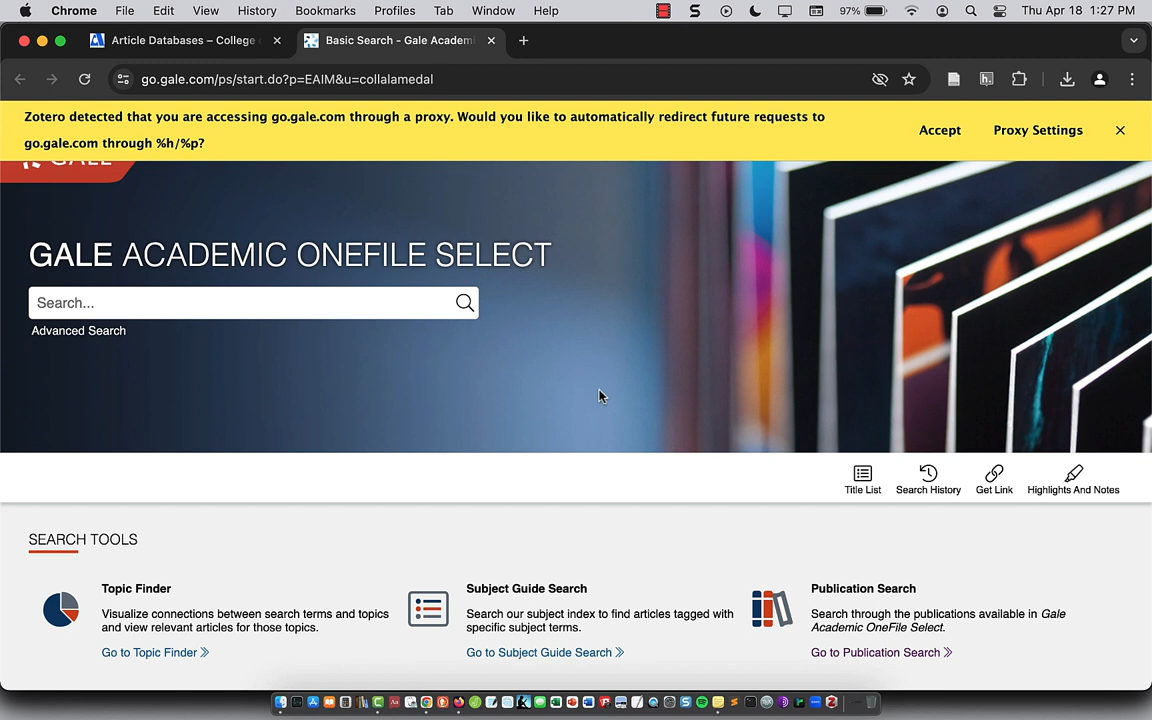 Chrome File Edit View History Bookmarks Profiles Tab Window Help 97% Thu Apr 18 1:27 PM
Article Databases – College Basic Search - Gale Academi
go.gale.com/ps/start.do?p=EAIM&u=collalamedal
Zotero detected that you are accessing go.gale.com through a proxy. Would you like to automatically redirect future requests to
go.gale.com through %h/%p?
Accept Proxy Settings
GALE
GALE ACADEMIC ONEFILE SELECT
Search...
Advanced Search
Title List Search History Get Link Highlights And Notes
SEARCH TOOLS
Topic Finder
Visualize connections between search terms and topics
and view relevant articles for those topics.
Go to Topic Finder
Subject Guide Search
Search our subject index to find articles tagged with
specific subject terms.
Go to Subject Guide Search
Publication Search
Search through the publications available in Gale
Academic OneFile Select.
Go to Publication Search